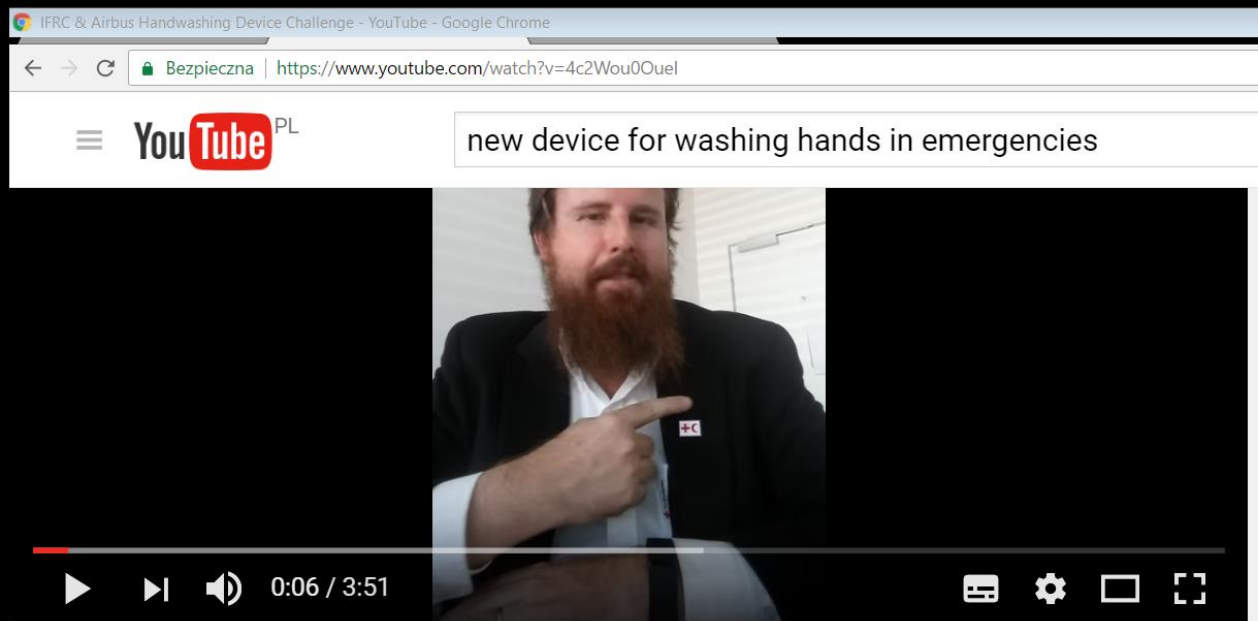 IFRC & Airbus Handwashing Device Challenge - YouTube - Google Chrome
Bezpieczna | https://www.youtube.com/watch?v=4c2Wou0OueI
YouTube PL
new device for washing hands in emergencies
0:06 / 3:51